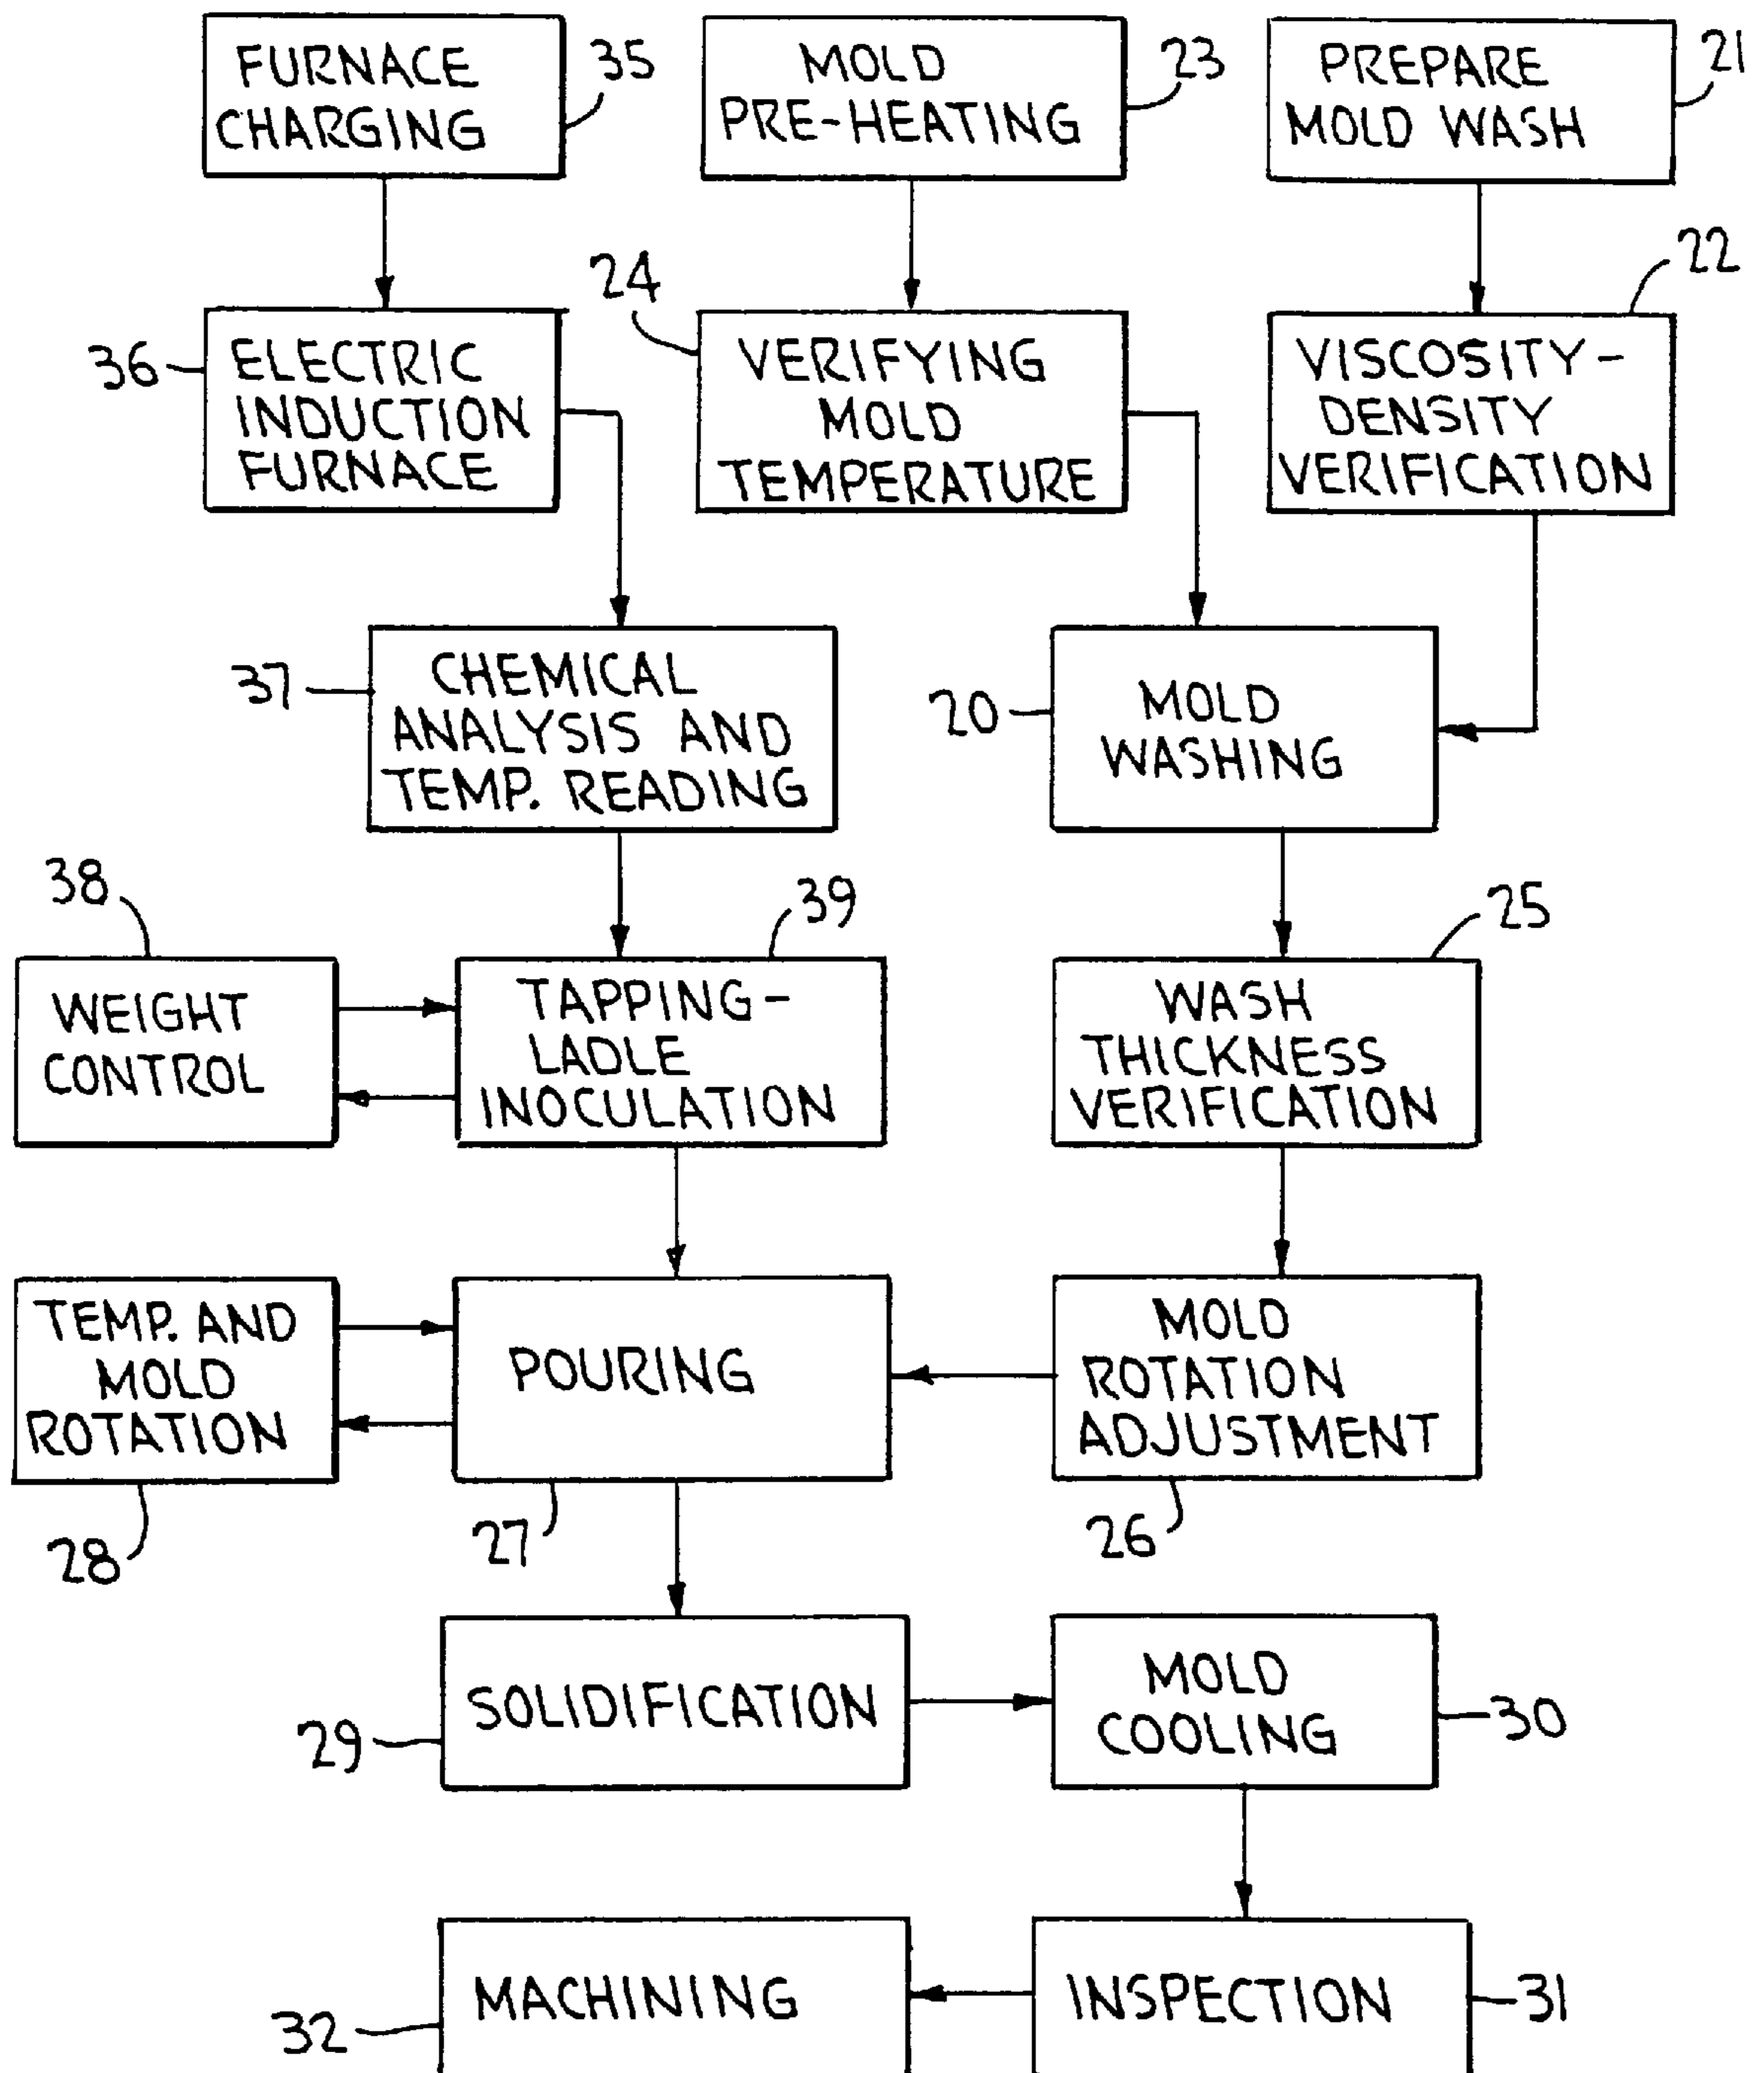 FURNACE
CHARGING
35
MOLD
PRE-HEATING
23
PREPARE
MOLD WASH
21
36
ELECTRIC
INDUCTION
FURNACE
24
VERIFYING
MOLD
TEMPERATURE
22
VISCOSITY-
DENSITY
VERIFICATION
37
CHEMICAL
ANALYSIS AND
TEMP. READING
20
MOLD
WASHING
38
WEIGHT
CONTROL
39
TAPPING-
LADLE
INOCULATION
25
WASH
THICKNESS
VERIFICATION
TEMP. AND
MOLD
ROTATION
28
POURING
27
MOLD
ROTATION
ADJUSTMENT
26
29
SOLIDIFICATION
MOLD
COOLING
30
32
MACHINING
INSPECTION
31